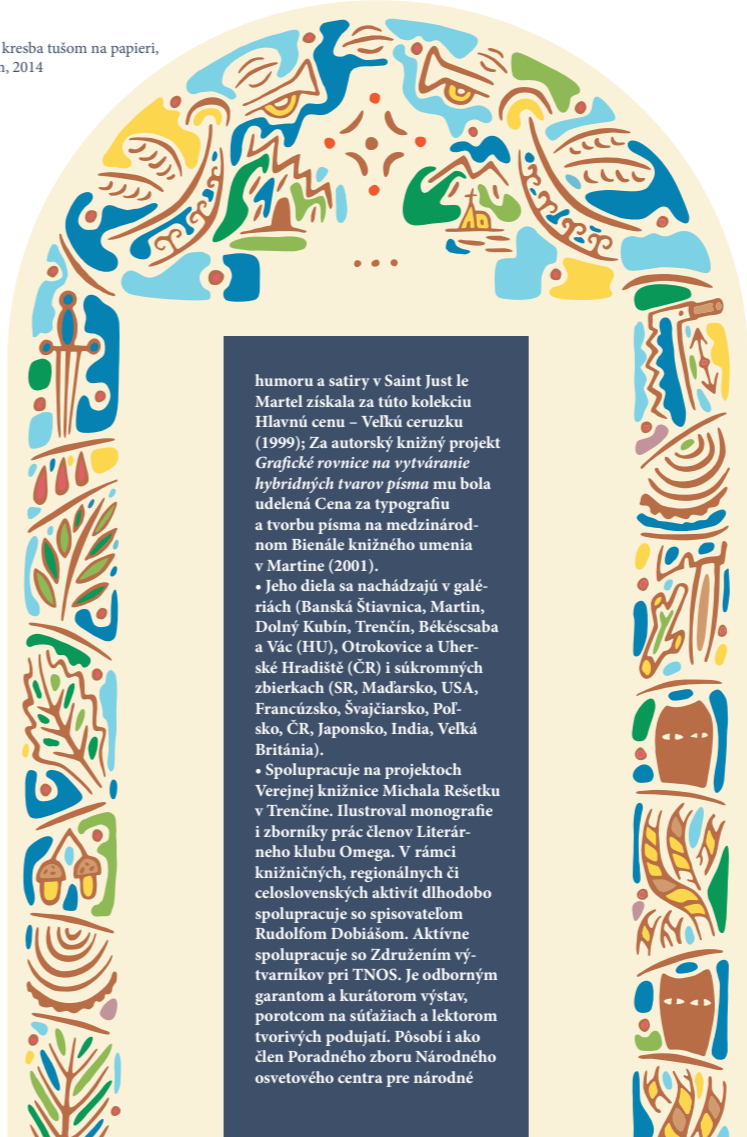 kresba tušom na papieri,
2014
humoru a satiry v Saint Just le
Martel získala za túto kolekciu
Hlavnú cenu – Veľkú ceruzku
(1999); Za autorský knižný projekt
Grafické rovnice na vytváranie
hybridných tvarov písma mu bola
udelená Cena za typografiu
a tvorbu písma na medzinárod-
nom Bienále knižného umenia
v Martine (2001).
• Jeho diela sa nachádzajú v galé-
riách (Banská Štiavnica, Martin,
Dolný Kubín, Trenčín, Békéscsaba
a Vác (HU), Otrokovice a Uher-
ské Hradiště (ČR) i súkromných
zbierkach (SR, Maďarsko, USA,
Francúzsko, Švajčiarsko, Poľ-
sko, ČR, Japonsko, India, Veľká
Británia).
• Spolupracuje na projektoch
Verejnej knižnice Michala Rešetku
v Trenčíne. Ilustroval monografie
i zborníky prác členov Literár-
neho klubu Omega. V rámci
knižničných, regionálnych či
celoslovenských aktivít dlhodobo
spolupracuje so spisovateľom
Rudolfom Dobiášom. Aktívne
spolupracuje so Združením vý-
tvarníkov pri TNOS. Je odborným
garantom a kurátorom výstav,
porotcom na súťažiach a lektorom
tvorivých podujatí. Pôsobí i ako
člen Poradného zboru Národného
osvetového centra pre národné